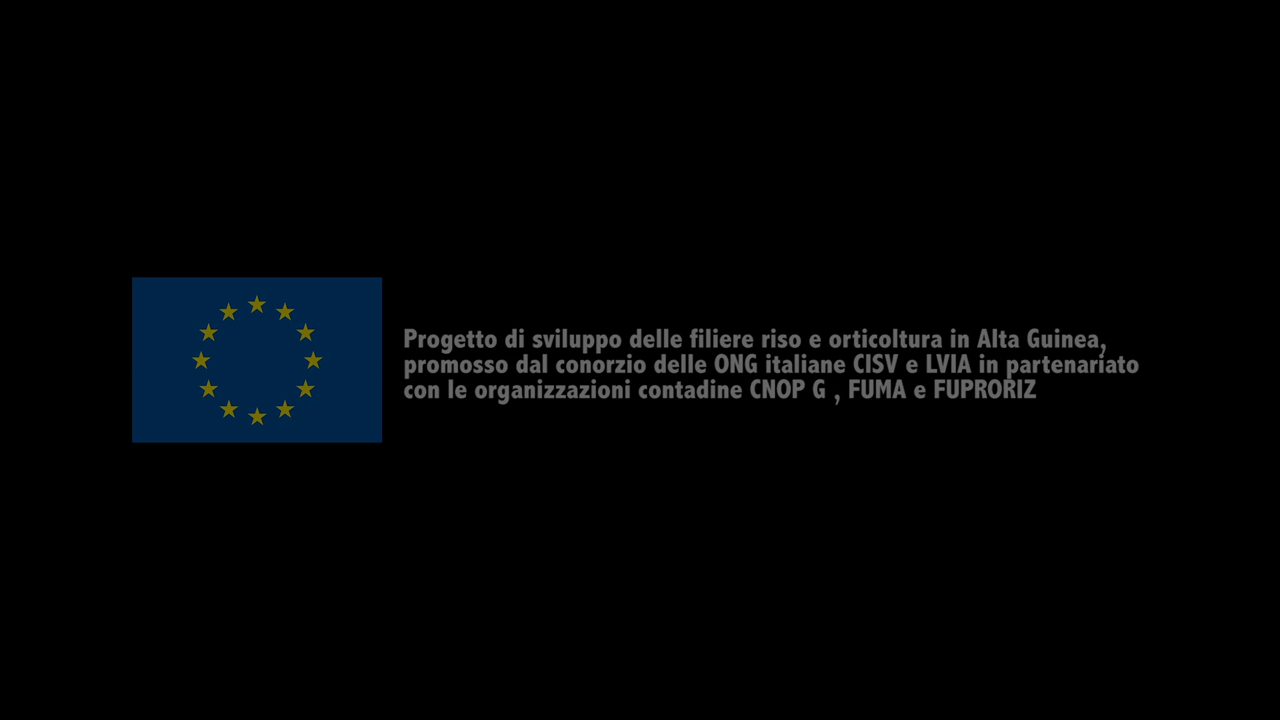 Progetto di sviluppo delle filiere riso e orticoltura in Alta Guinea,
promosso dal conorzio delle ONG italiane CISV e LVIA in partenariato
con le organizzazioni contadine CNOP G , FUMA e FUPRORIZ